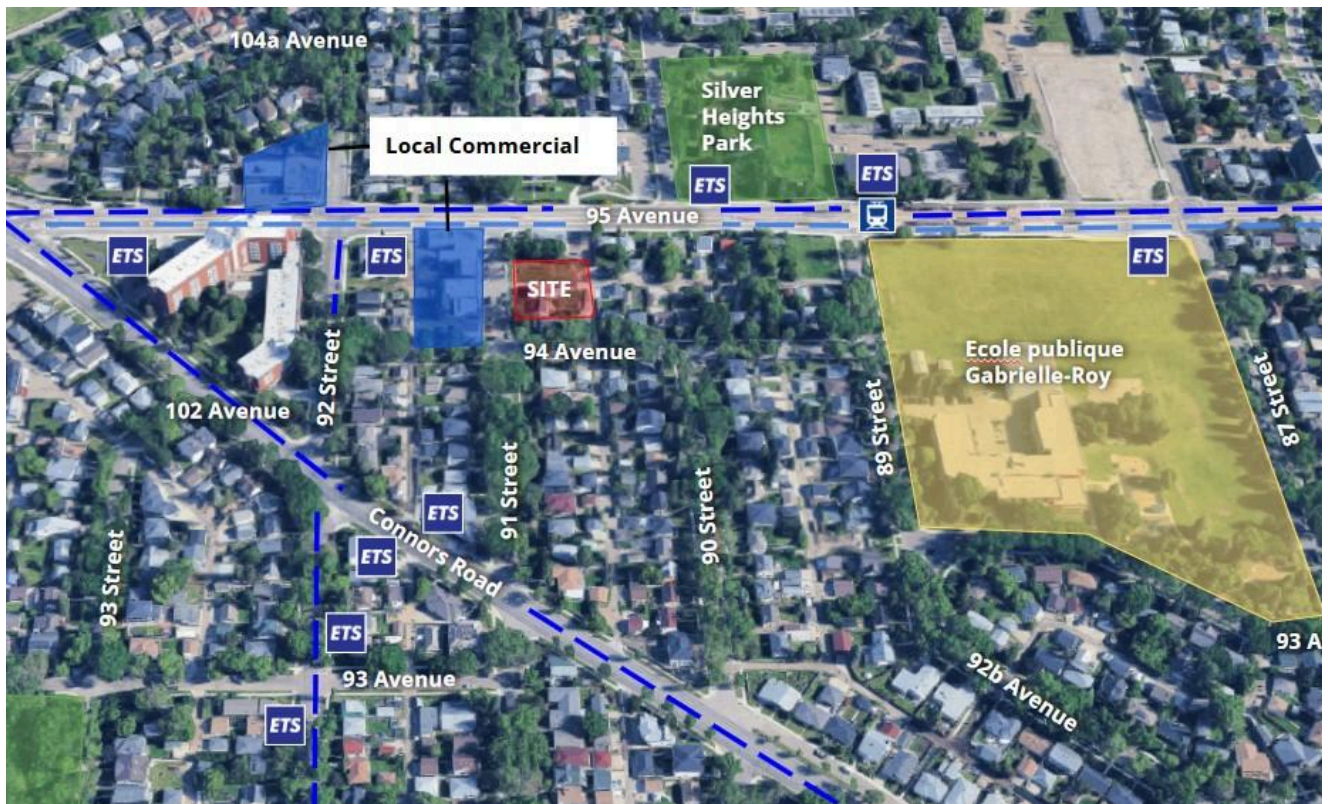 104a Avenue
Silver
Heights
Park
Local Commercial
ETS
ETS
95 Avenue
ETS
ETS
ETS
SITE
94 Avenue
Ecole publique
Gabrielle-Roy
92 Street
102 Avenue
89 Street
87 Street
91 Street
90 Street
ETS
Connors Road
ETS
93 Street
ETS
93 A
92b Avenue
93 Avenue
ETS